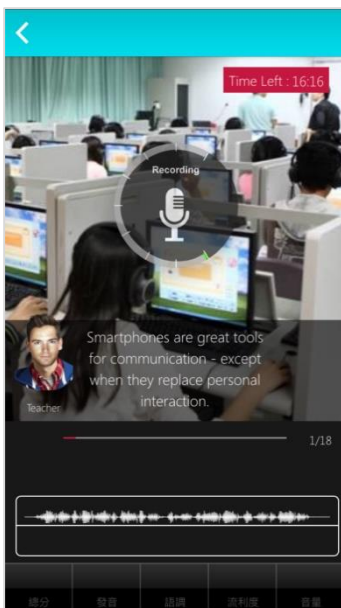 Time Left : 16:16
Recording
Smartphones are great tools
for communication - except
when they replace personal
interaction.
Teacher
1/18
總分 發音 語調 流利度 音量